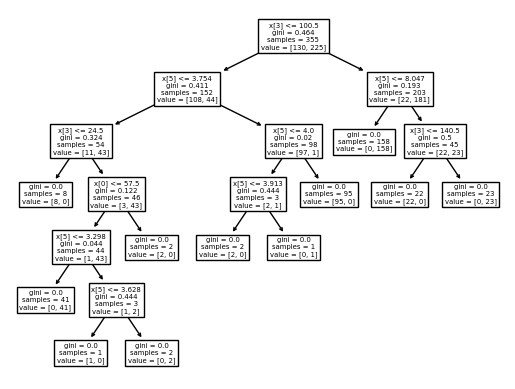 x[3] <= 100.5
gini = 0.464
samples = 355
value = [130, 225]
x[5] <= 3.754
gini = 0.411
samples = 152
value = [108, 44]
x[5] <= 8.047
gini = 0.193
samples = 203
value = [22, 181]
x[3] <= 24.5
gini = 0.324
samples = 54
value = [11, 43]
x[5] <= 4.0
gini = 0.02
samples = 98
value = [97, 1]
gini = 0.0
samples = 158
value = [0, 158]
x[3] <= 140.5
gini = 0.5
samples = 45
value = [22, 23]
gini = 0.0
samples = 8
value = [8, 0]
x[0] <= 57.5
gini = 0.122
samples = 46
value = [3, 43]
x[5] <= 3.913
gini = 0.444
samples = 3
value = [2, 1]
gini = 0.0
samples = 95
value = [95, 0]
gini = 0.0
samples = 22
value = [22, 0]
gini = 0.0
samples = 23
value = [0, 23]
x[5] <= 3.298
gini = 0.044
samples = 44
value = [1, 43]
gini = 0.0
samples = 2
value = [2, 0]
gini = 0.0
samples = 2
value = [2, 0]
gini = 0.0
samples = 1
value = [0, 1]
gini = 0.0
samples = 41
value = [0, 41]
x[5] <= 3.628
gini = 0.444
samples = 3
value = [1, 2]
gini = 0.0
samples = 1
value = [1, 0]
gini = 0.0
samples = 2
value = [0, 2]